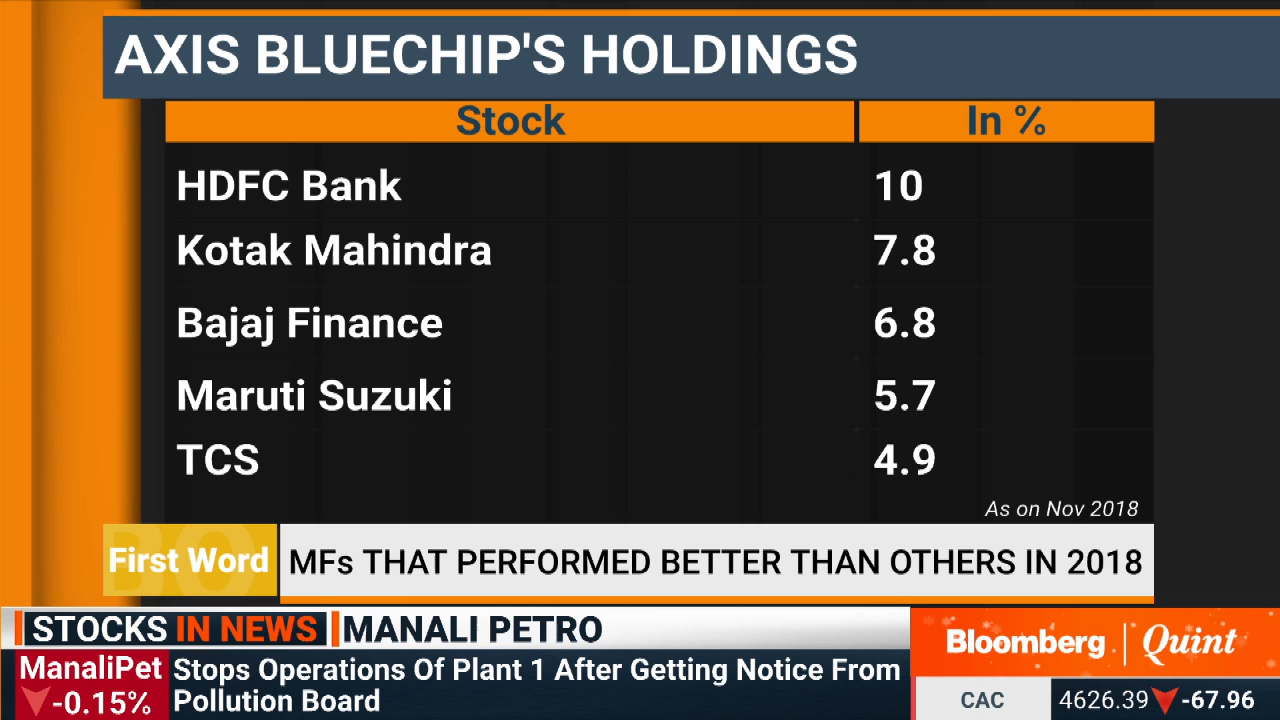 AXIS BLUECHIP'S HOLDINGS
Stock In %
HDFC Bank 10
Kotak Mahindra 7.8
Bajaj Finance 6.8
Maruti Suzuki 5.7
TCS 4.9
As on Nov 2018
First Word MFs THAT PERFORMED BETTER THAN OTHERS IN 2018
STOCKS IN NEWS MANALI PETRO
ManaliPet Stops Operations Of Plant 1 After Getting Notice From
-0.15% Pollution Board
Bloomberg | Quint
CAC 4626.39 -67.96